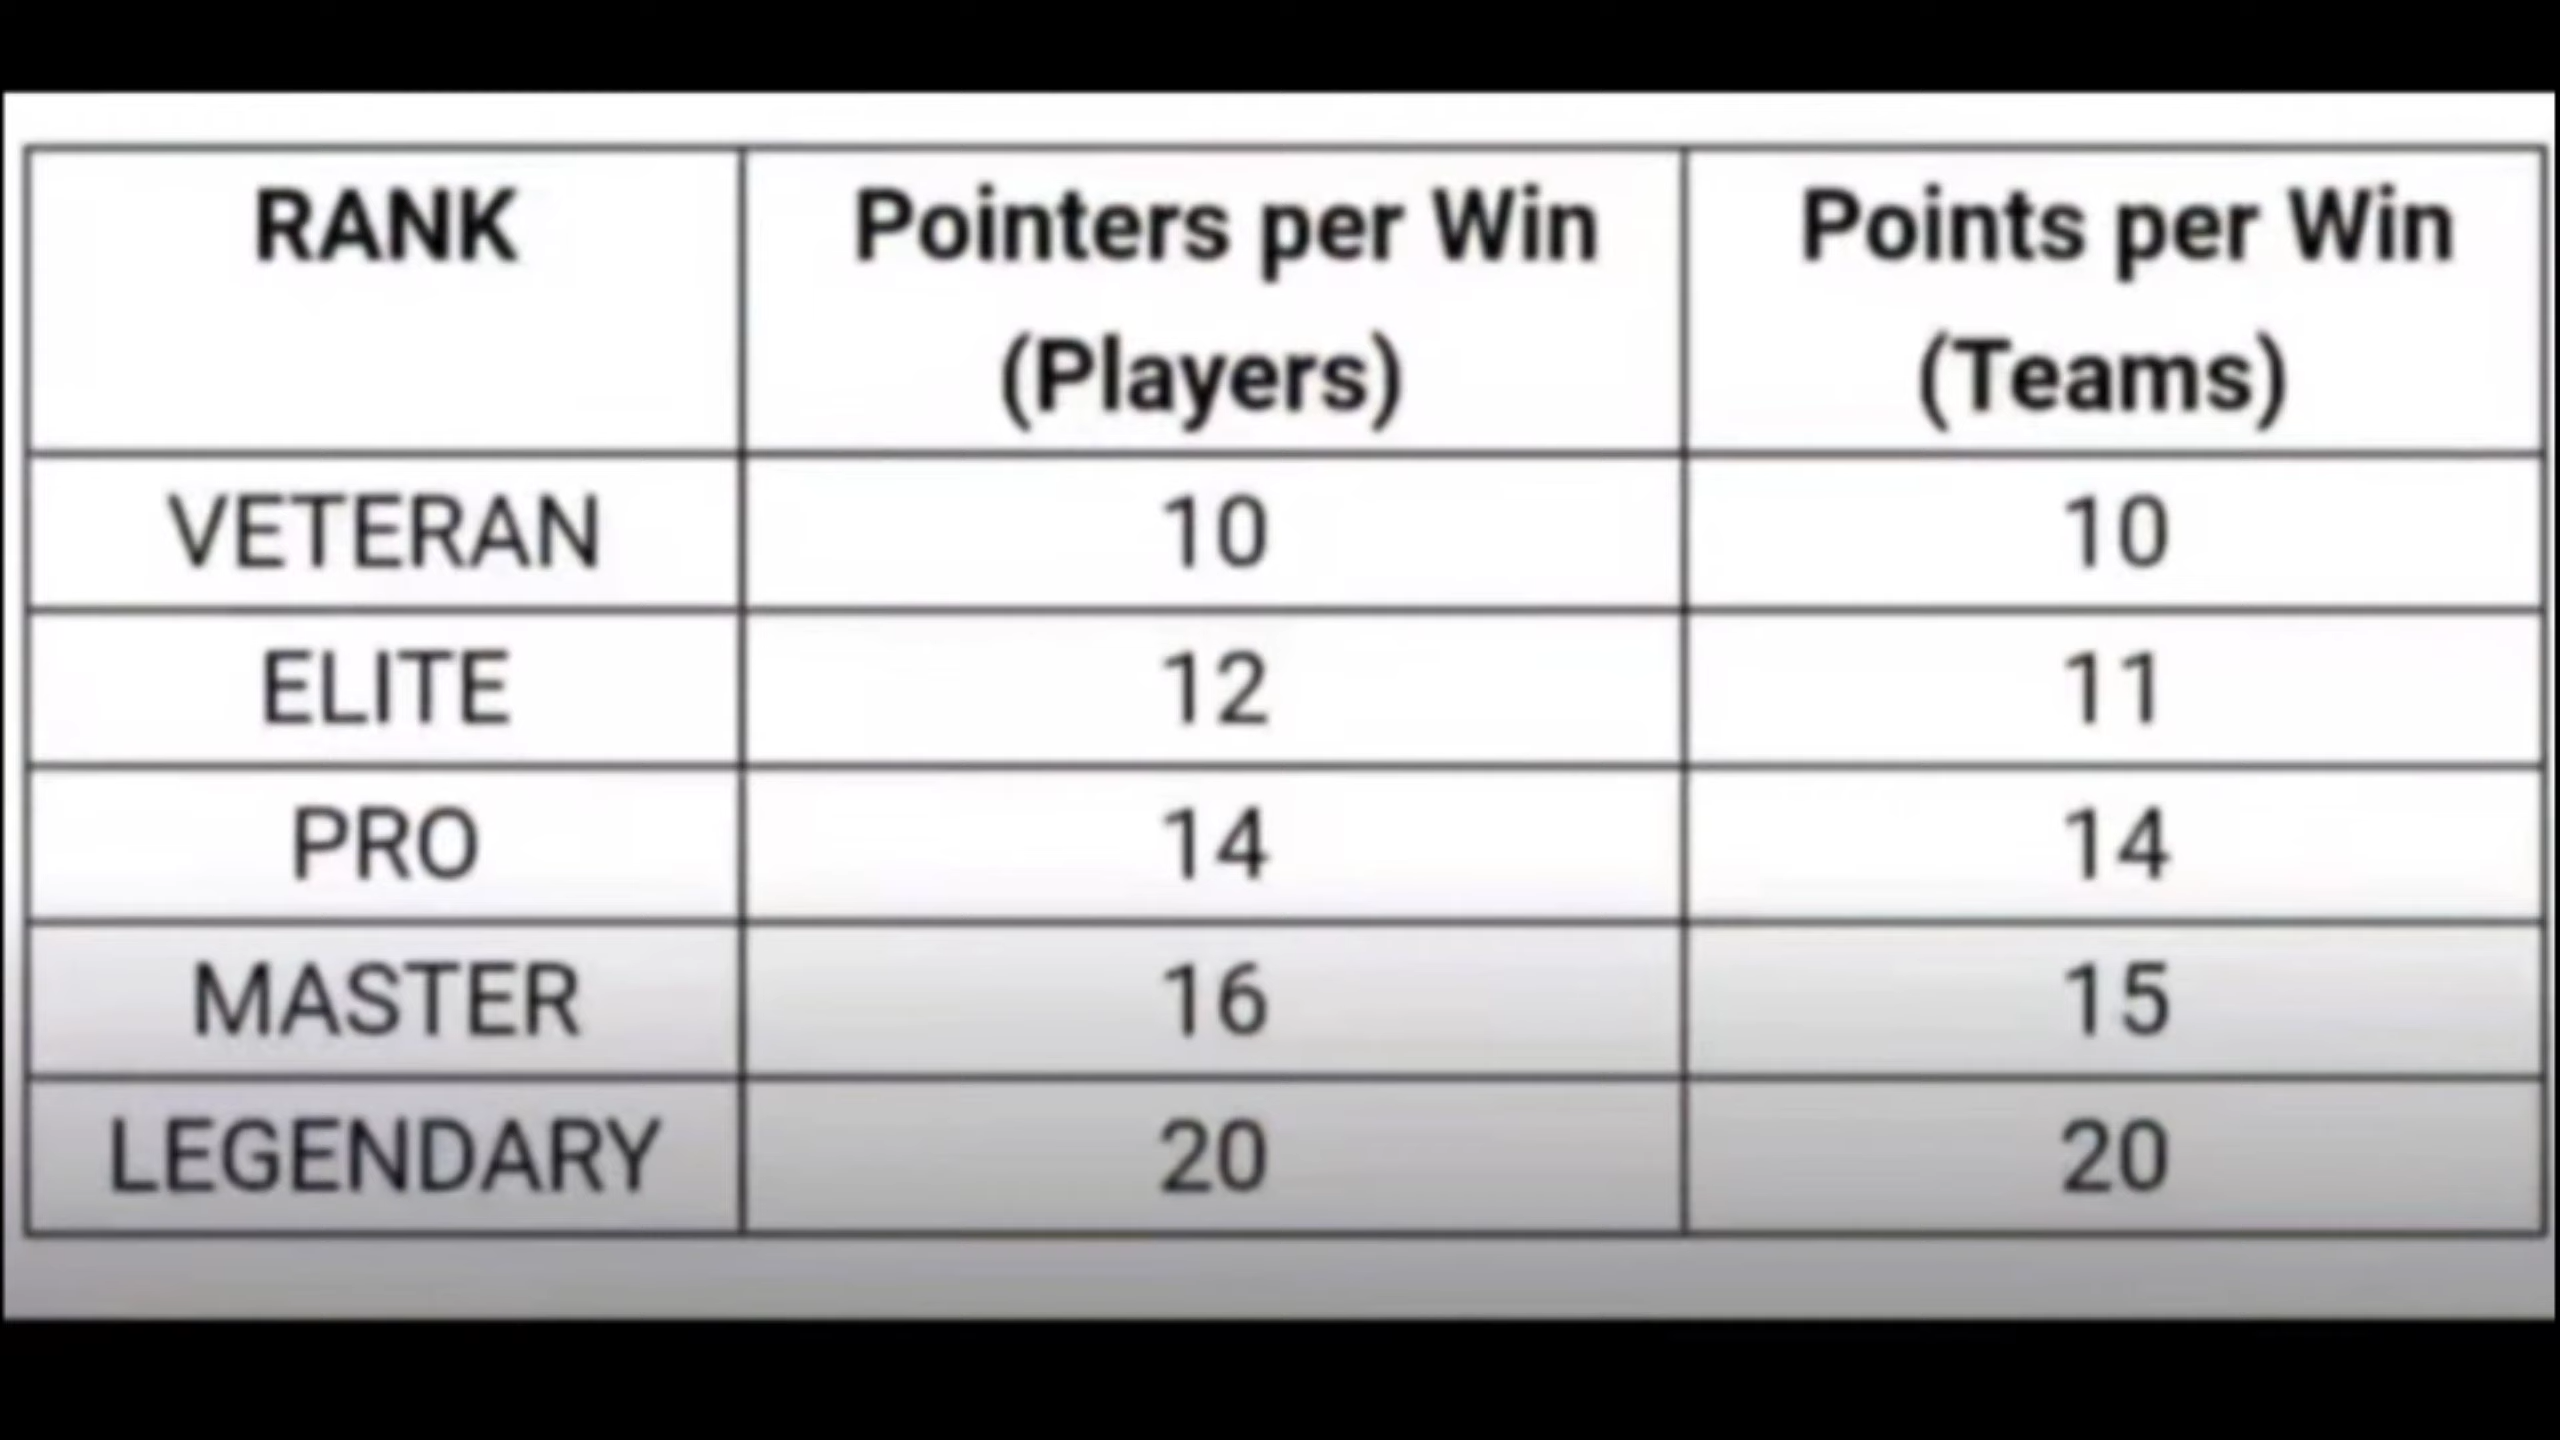 RANK Pointers per Win Points per Win
(Players) (Teams)
VETERAN 10 10
ELITE 12 11
PRO 14 14
MASTER 16 15
LEGENDARY 20 20